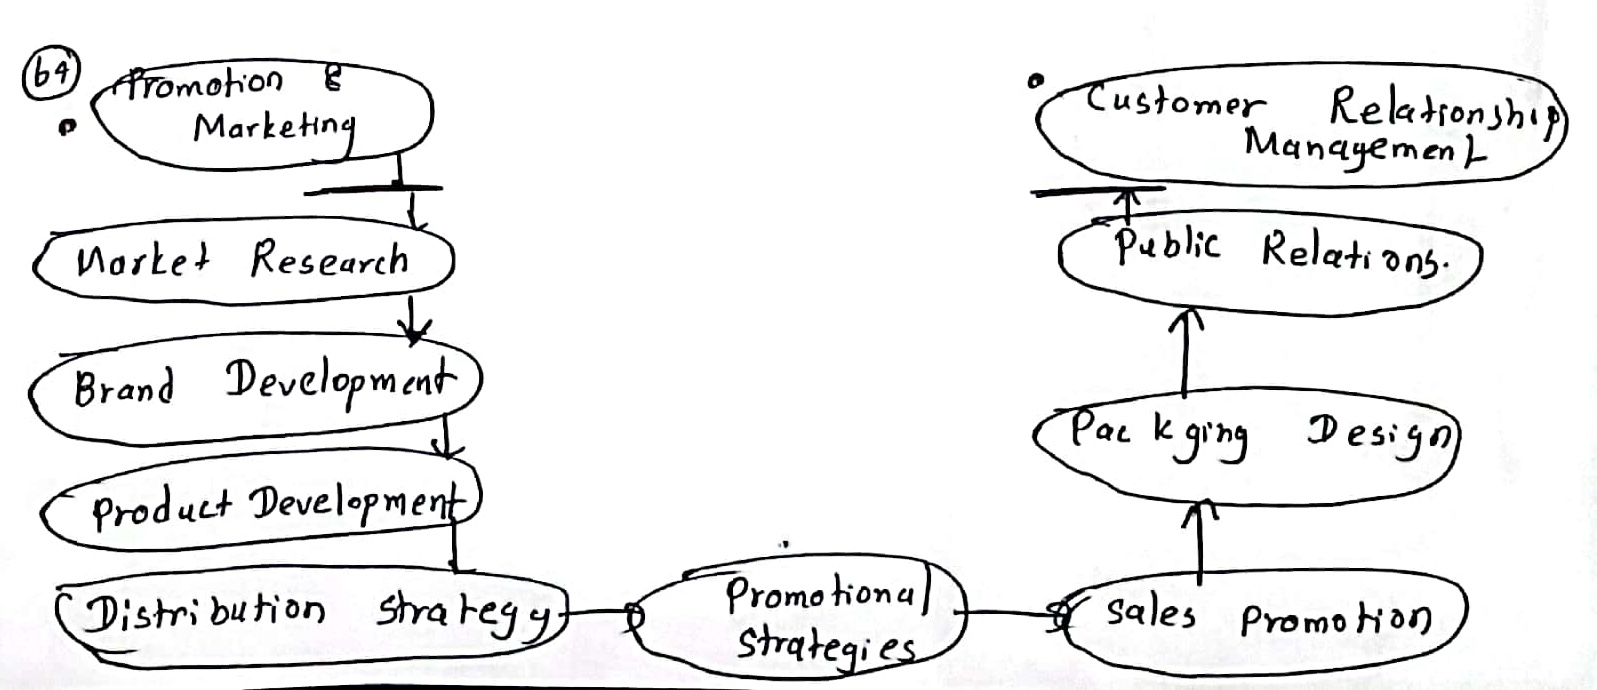 64
Promotion &
Marketing
Market Research
Brand Development
Product Development
Distribution Strategy
Promotional
Strategies
Sales Promotion
Packging Design
Public Relations.
Customer Relationship
Management